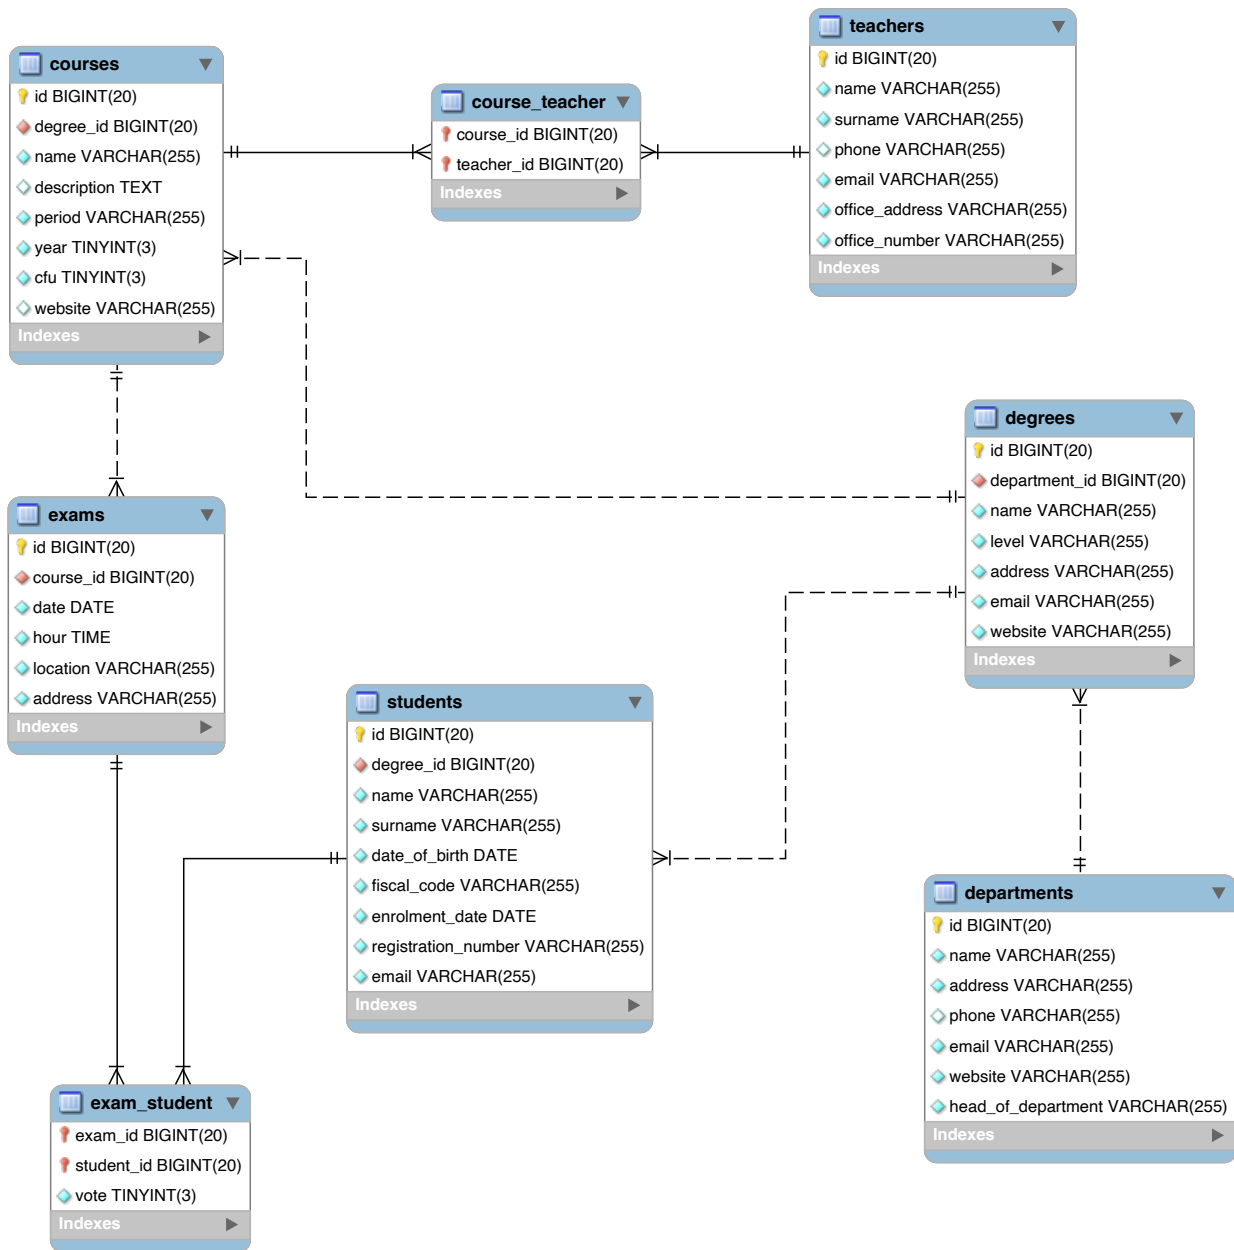 courses
id BIGINT(20)
degree_id BIGINT(20)
name VARCHAR(255)
description TEXT
period VARCHAR(255)
year TINYINT(3)
cfu TINYINT(3)
website VARCHAR(255)
Indexes
course_teacher
course_id BIGINT(20)
teacher_id BIGINT(20)
Indexes
teachers
id BIGINT(20)
name VARCHAR(255)
surname VARCHAR(255)
phone VARCHAR(255)
email VARCHAR(255)
office_address VARCHAR(255)
office_number VARCHAR(255)
Indexes
degrees
id BIGINT(20)
department_id BIGINT(20)
name VARCHAR(255)
level VARCHAR(255)
address VARCHAR(255)
email VARCHAR(255)
website VARCHAR(255)
Indexes
exams
id BIGINT(20)
course_id BIGINT(20)
date DATE
hour TIME
location VARCHAR(255)
address VARCHAR(255)
Indexes
students
id BIGINT(20)
degree_id BIGINT(20)
name VARCHAR(255)
surname VARCHAR(255)
date_of_birth DATE
fiscal_code VARCHAR(255)
enrolment_date DATE
registration_number VARCHAR(255)
email VARCHAR(255)
Indexes
departments
id BIGINT(20)
name VARCHAR(255)
address VARCHAR(255)
phone VARCHAR(255)
email VARCHAR(255)
website VARCHAR(255)
head_of_department VARCHAR(255)
Indexes
exam_student
exam_id BIGINT(20)
student_id BIGINT(20)
vote TINYINT(3)
Indexes